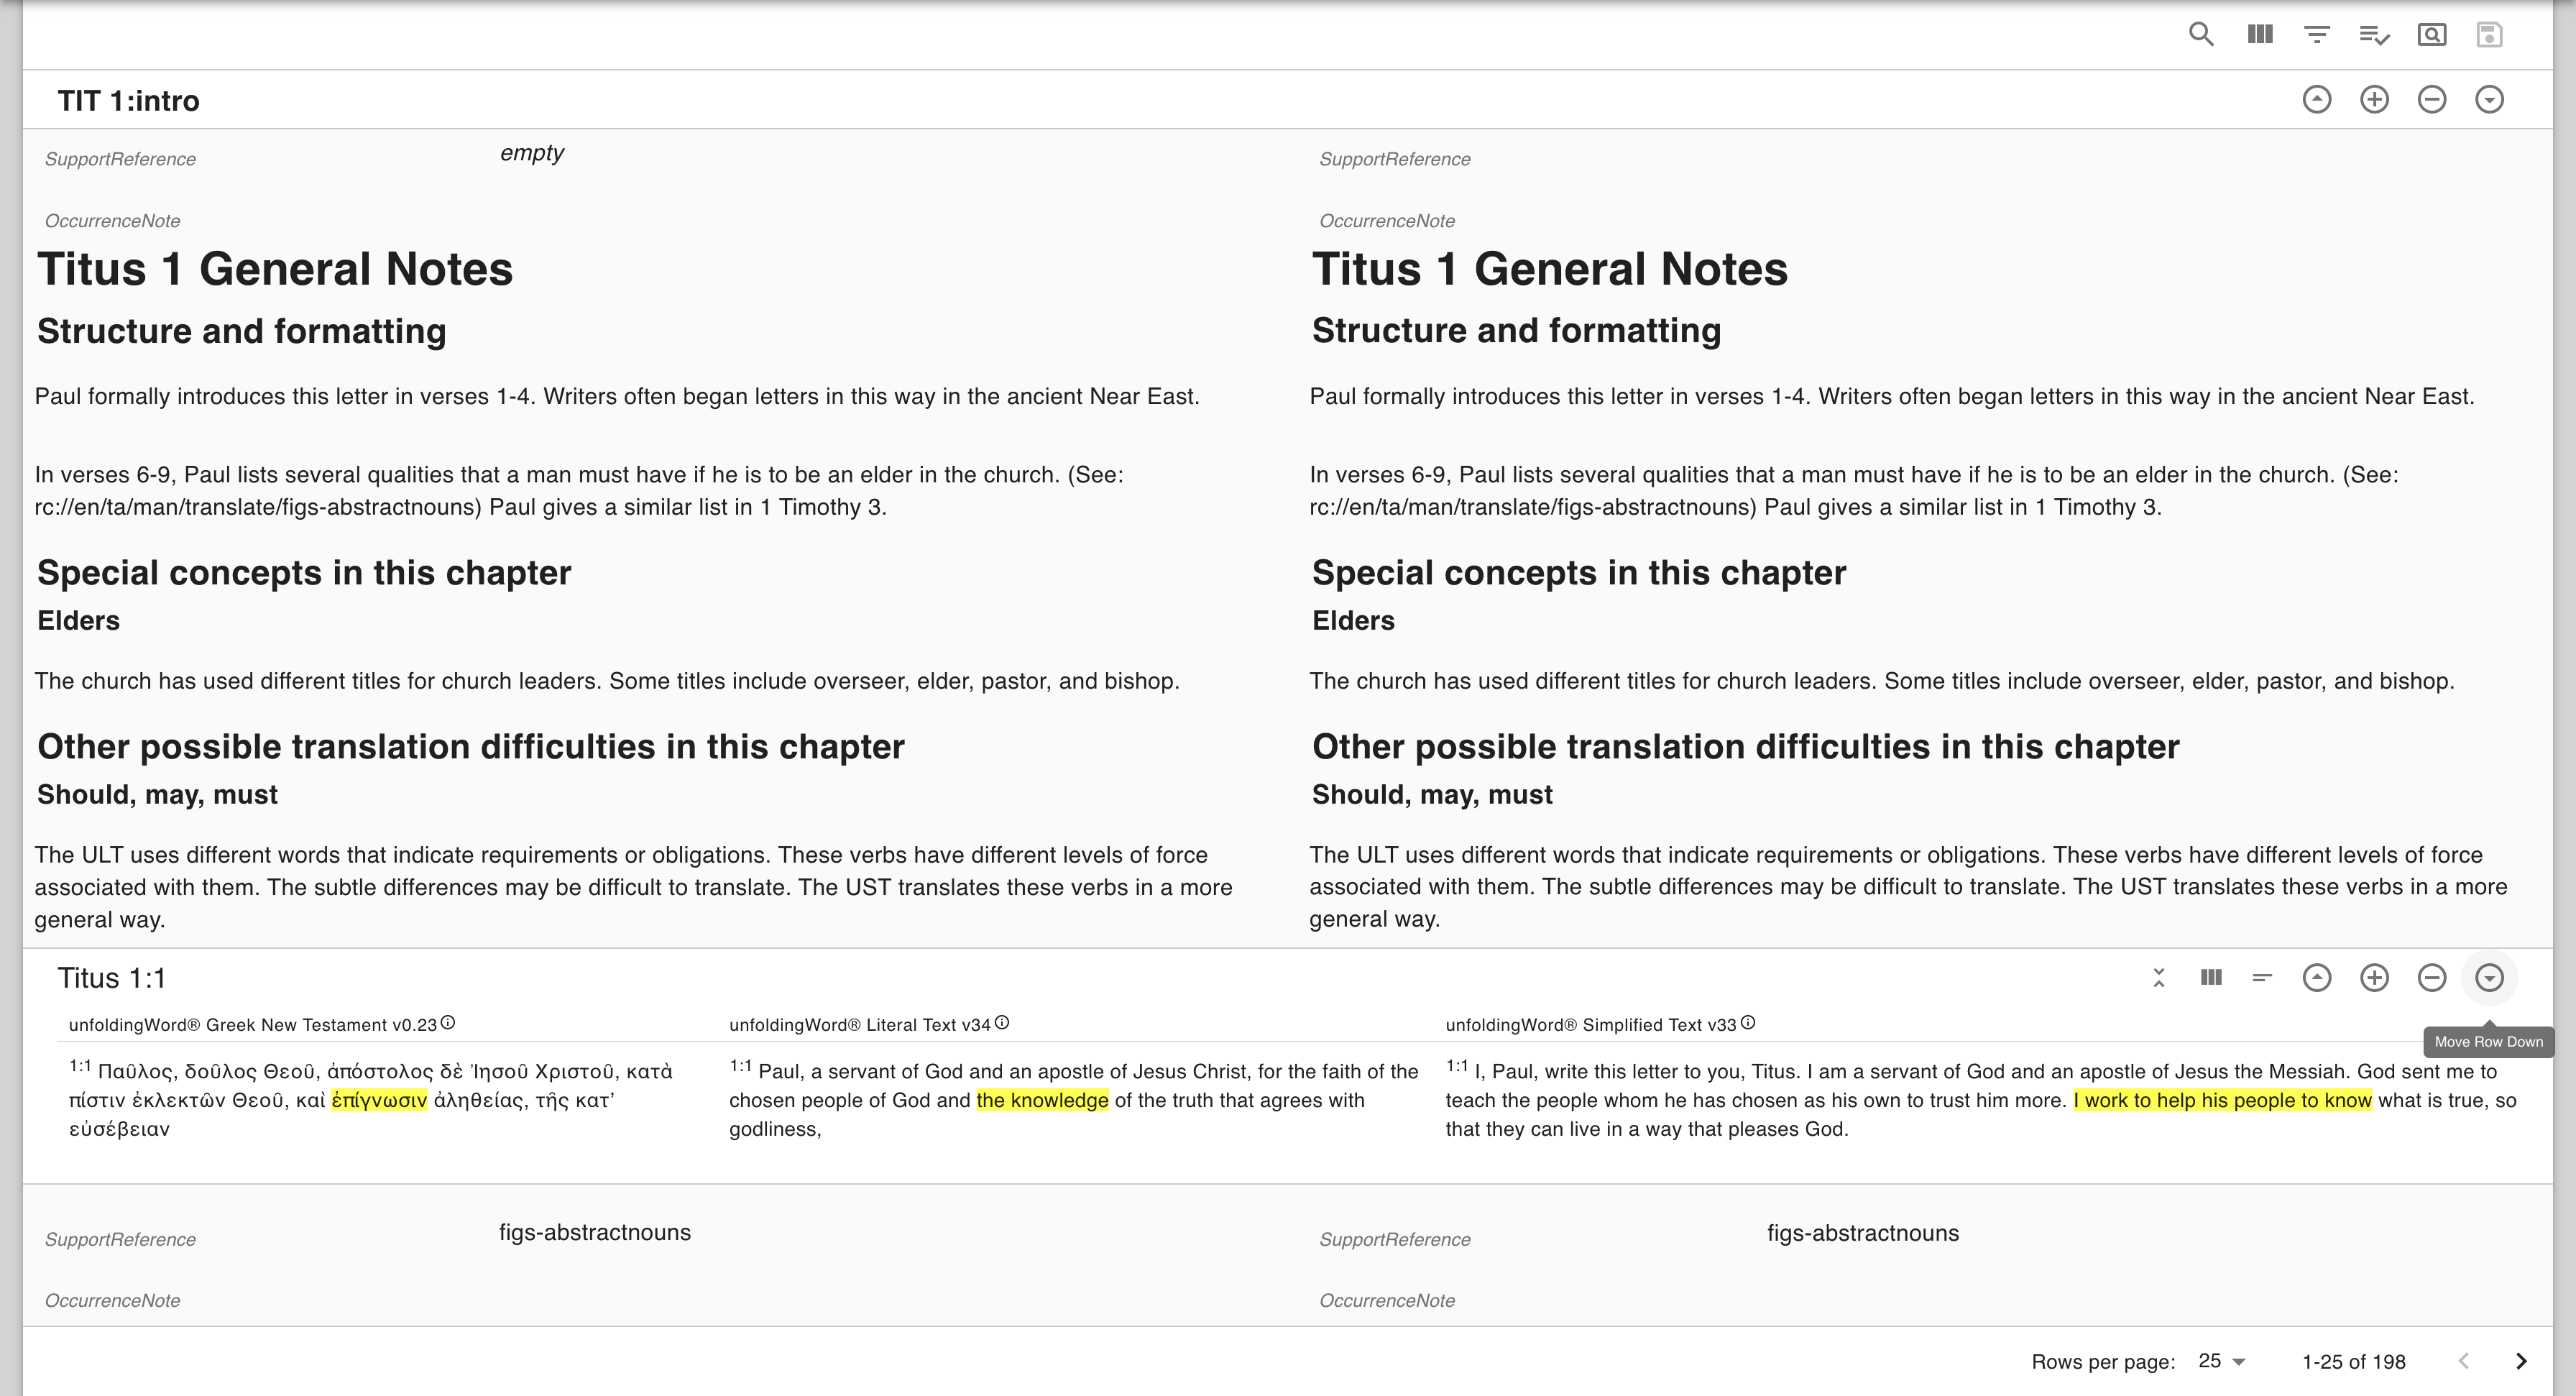 TIT 1:intro
SupportReference
empty
OccurrenceNote
Titus 1 General Notes
Structure and formatting
Paul formally introduces this letter in verses 1-4. Writers often began letters in this way in the ancient Near East.
In verses 6-9, Paul lists several qualities that a man must have if he is to be an elder in the church. (See:
rc://en/ta/man/translate/figs-abstractnouns) Paul gives a similar list in 1 Timothy 3.
Special concepts in this chapter
Elders
The church has used different titles for church leaders. Some titles include overseer, elder, pastor, and bishop.
Other possible translation difficulties in this chapter
Should, may, must
The ULT uses different words that indicate requirements or obligations. These verbs have different levels of force
associated with them. The subtle differences may be difficult to translate. The UST translates these verbs in a more
general way.
SupportReference
OccurrenceNote
Titus 1 General Notes
Structure and formatting
Paul formally introduces this letter in verses 1-4. Writers often began letters in this way in the ancient Near East.
In verses 6-9, Paul lists several qualities that a man must have if he is to be an elder in the church. (See:
rc://en/ta/man/translate/figs-abstractnouns) Paul gives a similar list in 1 Timothy 3.
Special concepts in this chapter
Elders
The church has used different titles for church leaders. Some titles include overseer, elder, pastor, and bishop.
Other possible translation difficulties in this chapter
Should, may, must
The ULT uses different words that indicate requirements or obligations. These verbs have different levels of force
associated with them. The subtle differences may be difficult to translate. The UST translates these verbs in a more
general way.
Titus 1:1
unfoldingWord® Greek New Testament v0.23
1:1 Παῦλος, δοῦλος Θεοῦ, ἀπόστολος δὲ Ἰησοῦ Χριστοῦ, κατὰ
πίστιν ἐκλεκτῶν Θεοῦ, καὶ ἐπίγνωσιν ἀληθείας, τῆς κατ’
εὐσέβειαν
unfoldingWord® Literal Text v34
1:1 Paul, a servant of God and an apostle of Jesus Christ, for the faith of the
chosen people of God and the knowledge of the truth that agrees with
godliness,
unfoldingWord® Simplified Text v33
Move Row Down
1:1 I, Paul, write this letter to you, Titus. I am a servant of God and an apostle of Jesus the Messiah. God sent me to
teach the people whom he has chosen as his own to trust him more. I work to help his people to know what is true, so
that they can live in a way that pleases God.
SupportReference
figs-abstractnouns
OccurrenceNote
SupportReference
figs-abstractnouns
OccurrenceNote
Rows per page: 25 1-25 of 198